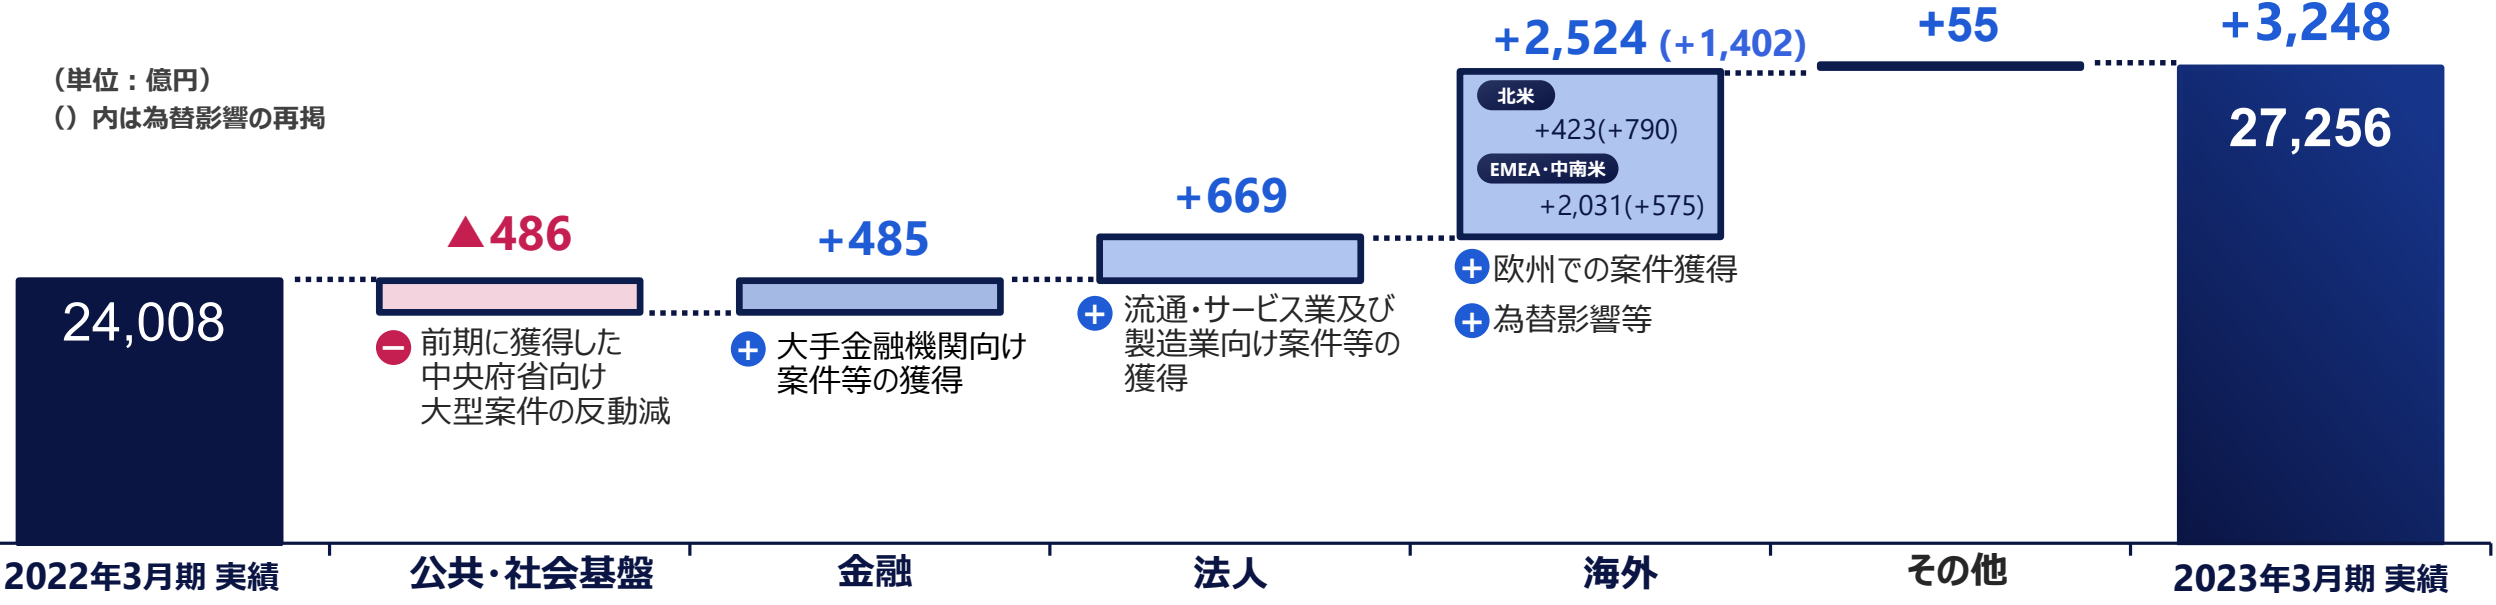 （単位：億円）
（）内は為替影響の再掲
24,008
2022年3月期 実績
▲486
前期に獲得した
中央府省向け
大型案件の反動減
公共・社会基盤
+485
大手金融機関向け
案件等の獲得
金融
+669
流通・サービス業及び
製造業向け案件等の
獲得
法人
+2,524 (+1,402)
北米
+423(+790)
EMEA・中南米
+2,031(+575)
欧州での案件獲得
為替影響等
海外
+55
その他
+3,248
27,256
2023年3月期 実績